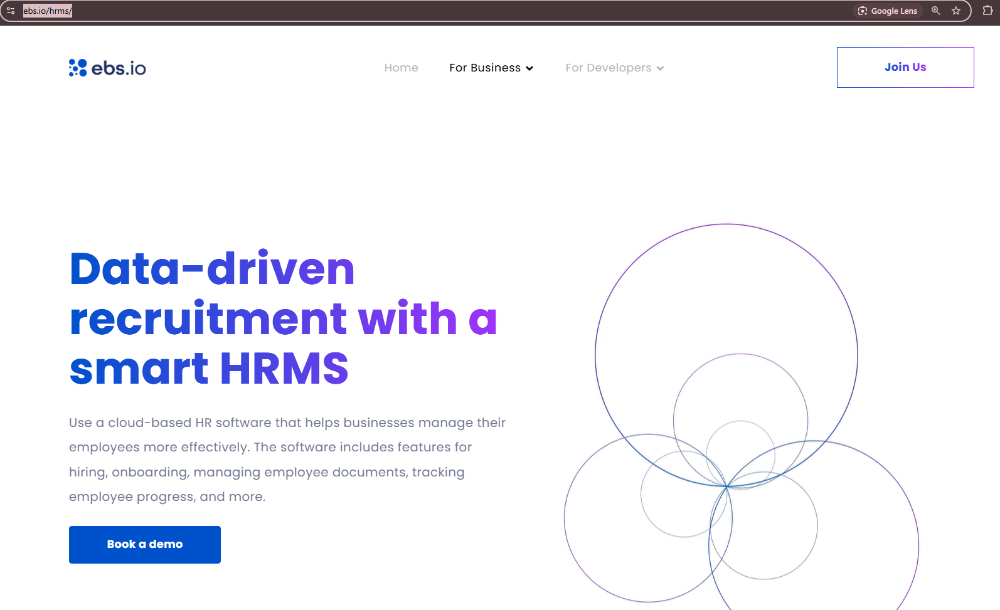 ebs.io/hrms/
Google Lens
ebs.io
Home
For Business
For Developers
Join Us
Data-driven
recruitment with a
smart HRMS
Use a cloud-based HR software that helps businesses manage their
employees more effectively. The software includes features for
hiring, onboarding, managing employee documents, tracking
employee progress, and more.
Book a demo